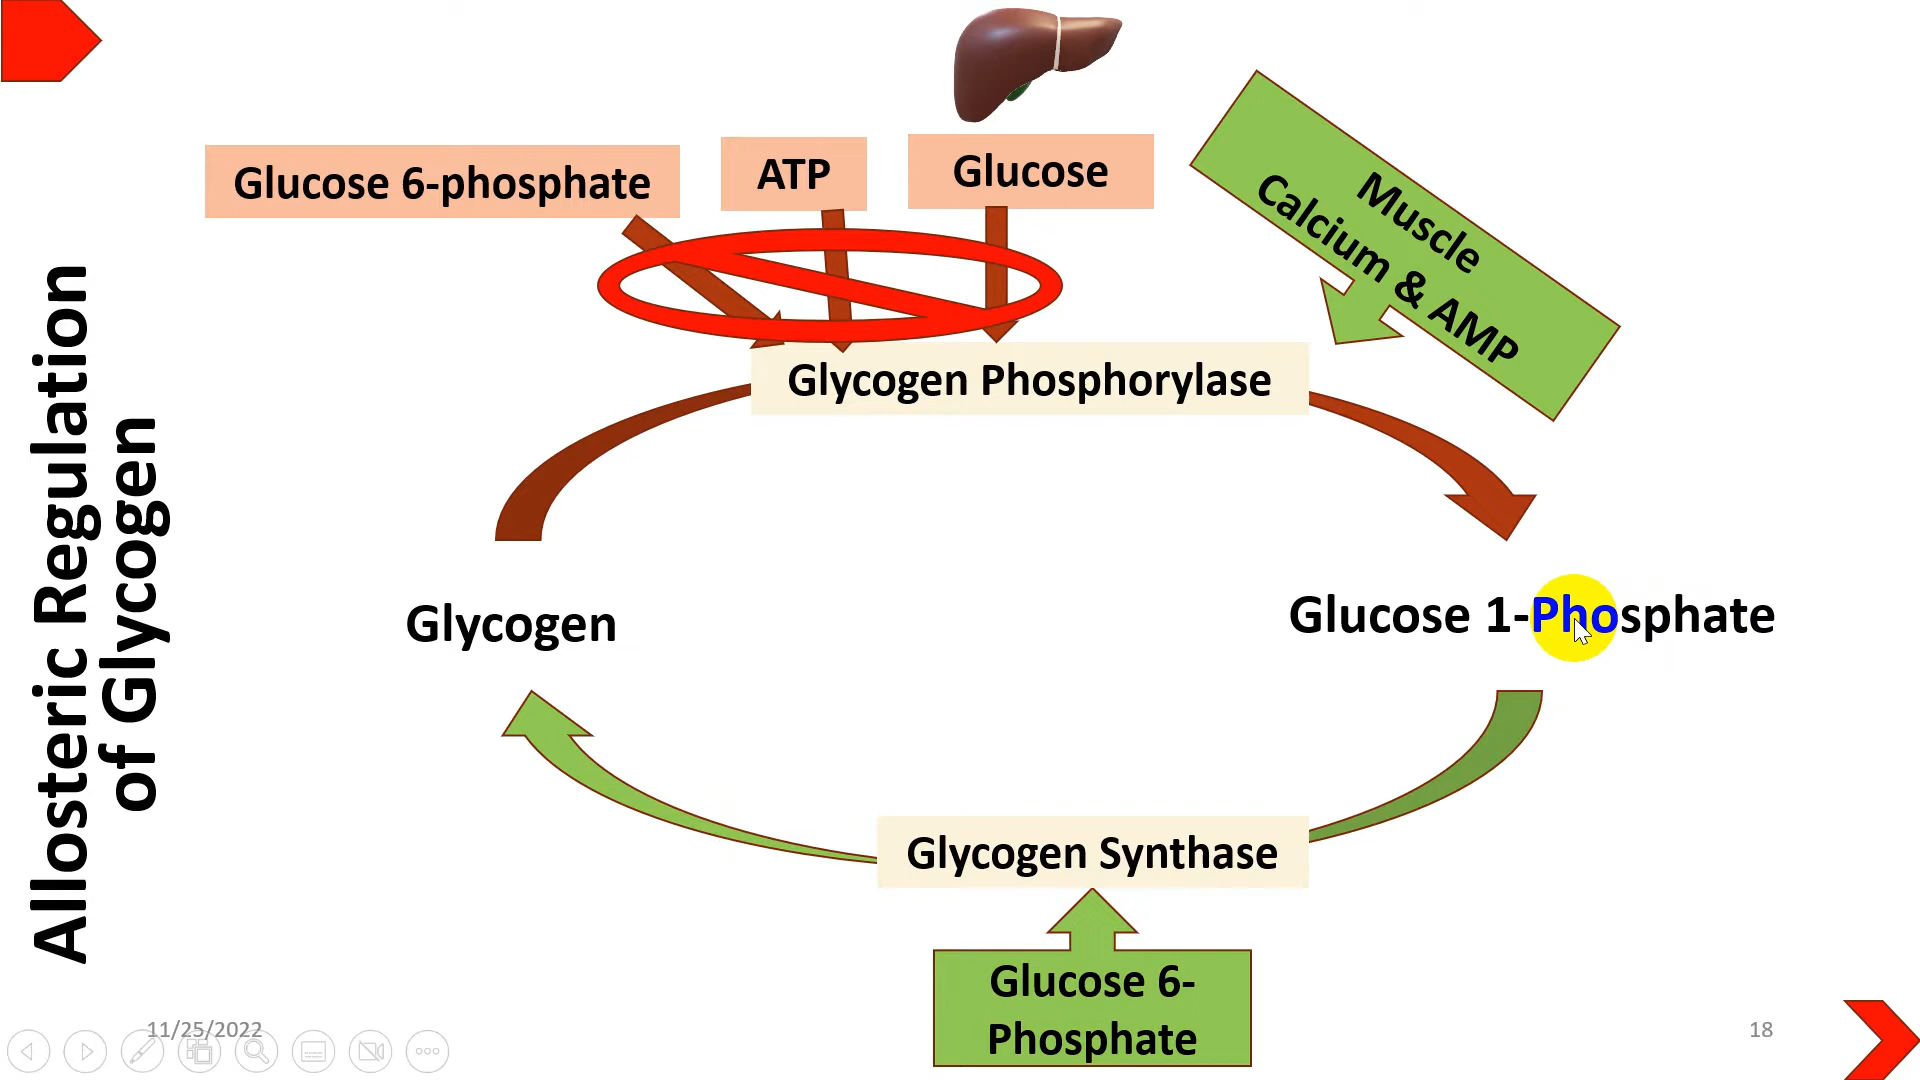 Allosteric Regulation
of Glycogen
Glucose 6-phosphate
ATP
Glucose
Muscle
Calcium & AMP
Glycogen Phosphorylase
Glycogen
Glucose 1-Phosphate
Glycogen Synthase
Glucose 6-
Phosphate
11/25/2022
18